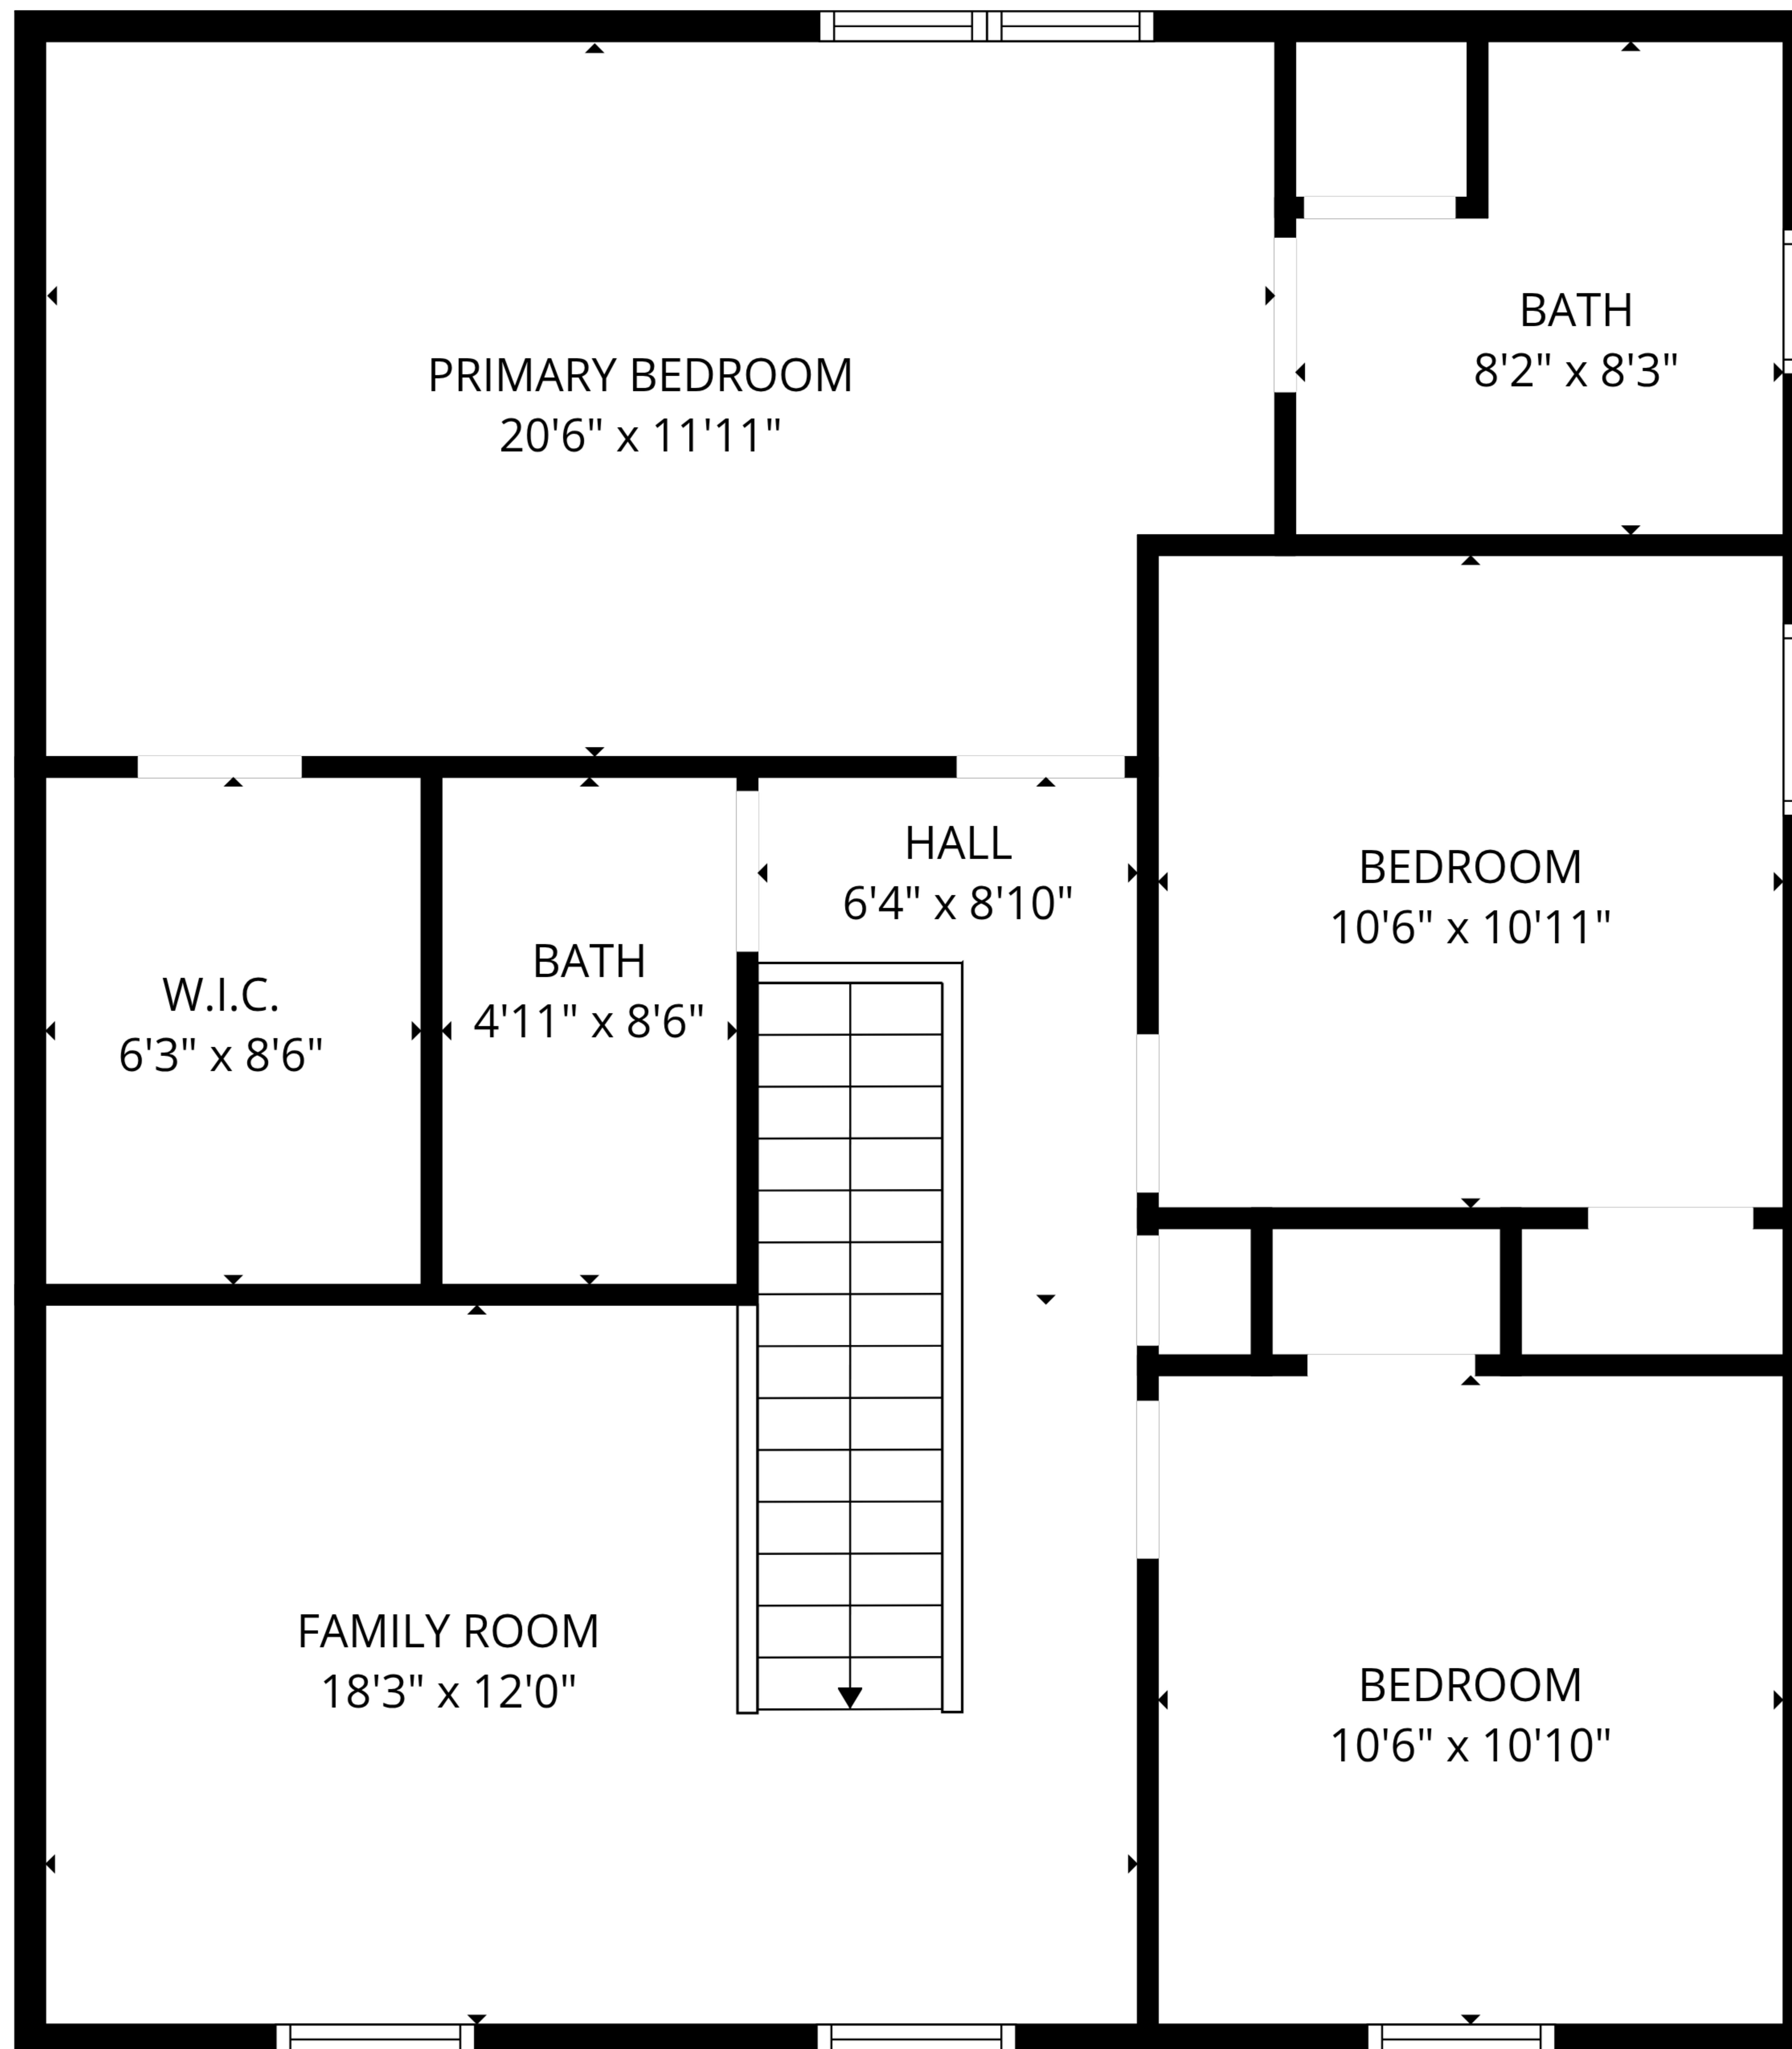 PRIMARY BEDROOM
20'6" x 11'11"
BATH
8'2" x 8'3"
HALL
6'4" x 8'10"
BEDROOM
10'6" x 10'11"
BATH
4'11" x 8'6"
W.I.C.
6'3" x 8'6"
FAMILY ROOM
18'3" x 12'0"
BEDROOM
10'6" x 10'10"